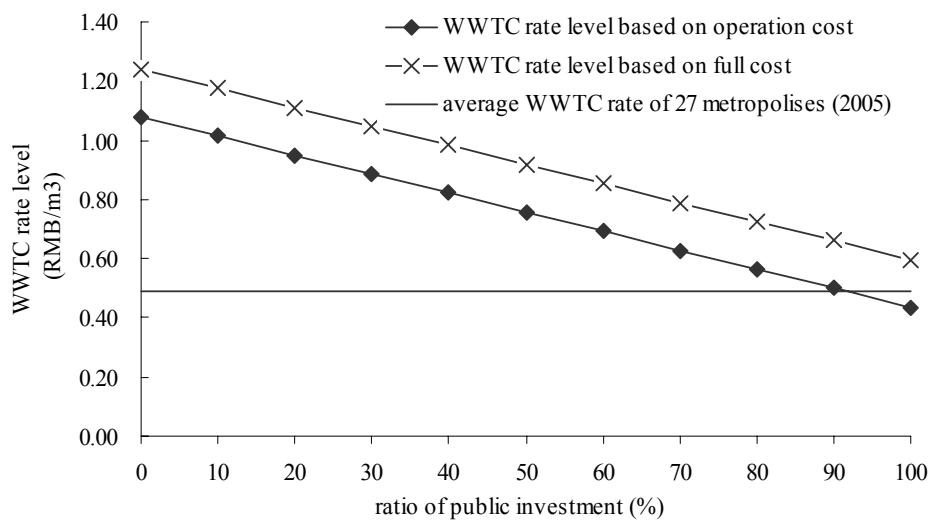 1.40
1.20
1.00
0.80
0.60
0.40
0.20
0.00
WWTC rate level
(RMB/m3)
WWTC rate level based on operation cost
WWTC rate level based on full cost
average WWTC rate of 27 metropolises (2005)
0 10 20 30 40 50 60 70 80 90 100
ratio of public investment (%)